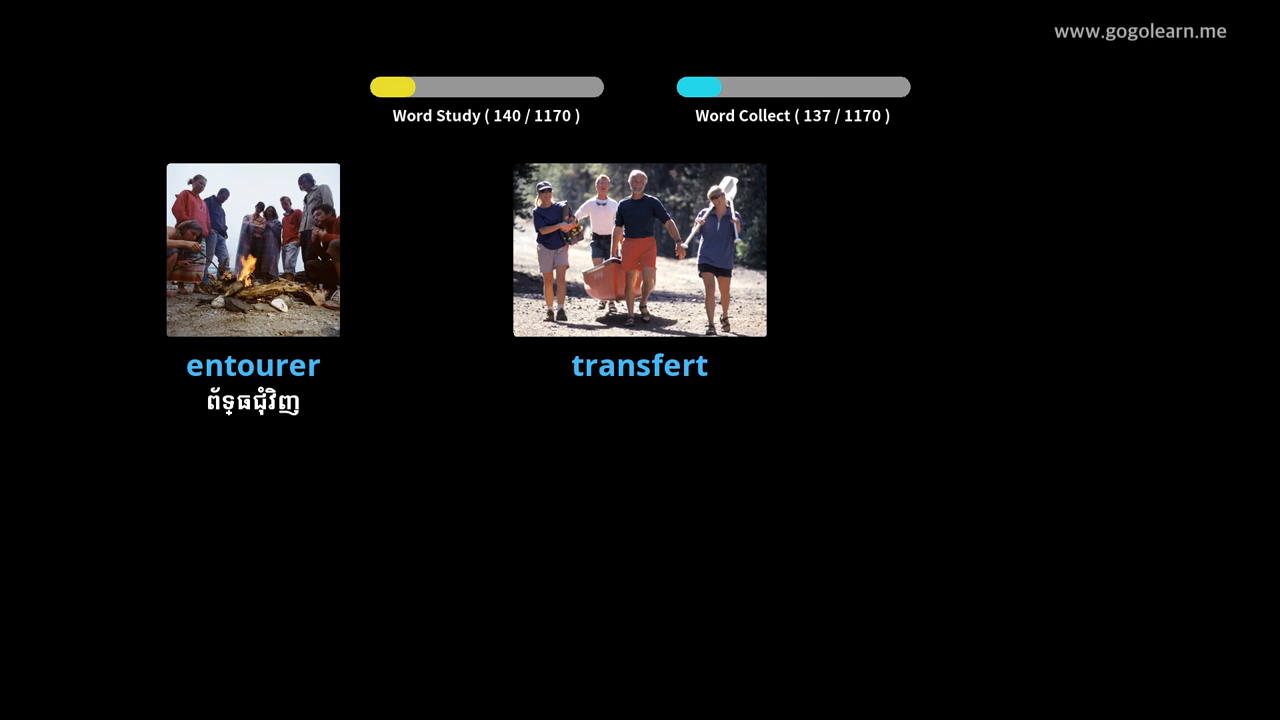 www.gogolearn.me
Word Study ( 140 / 1170 )
Word Collect ( 137 / 1170 )
entourer
ព័ទ្ធជុំវិញ
transfert